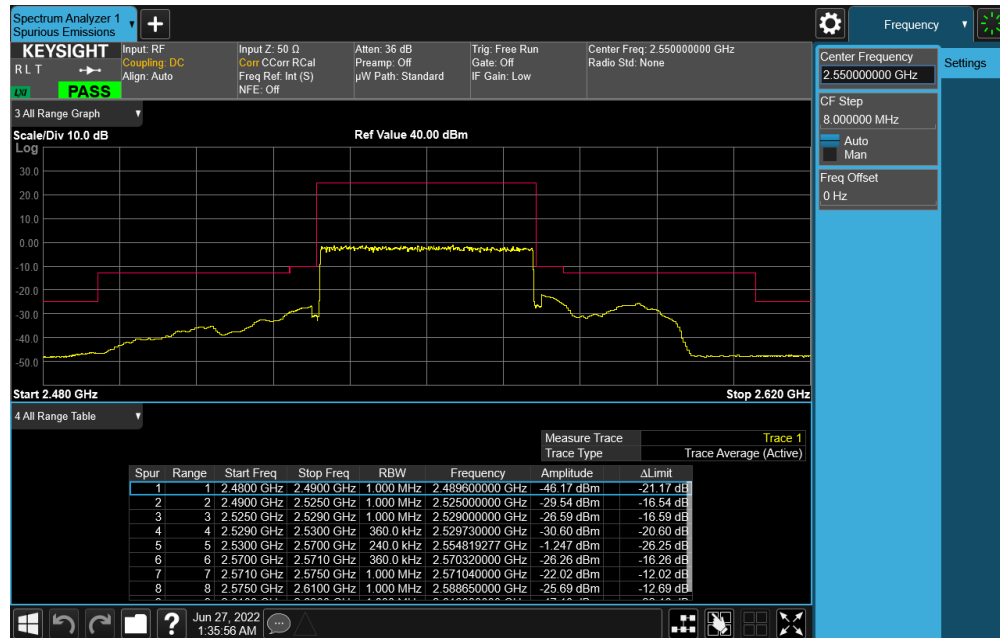 Spectrum Analyzer 1
Spurious Emissions
Frequency
KEYSIGHT
R L T
LXI
PASS
Input: RF
Coupling: DC
Align: Auto
Input Z: 50 Ω
Corr CCorr RCal
Freq Ref: Int (S)
NFE: Off
Atten: 36 dB
Preamp: Off
µW Path: Standard
Trig: Free Run
Gate: Off
IF Gain: Low
Center Freq: 2.550000000 GHz
Radio Std: None
Center Frequency
2.550000000 GHz
Settings
CF Step
8.000000 MHz
Auto
Man
Freq Offset
0 Hz
3 All Range Graph
Scale/Div 10.0 dB
Ref Value 40.00 dBm
Log
30.0
20.0
10.0
0.00
-10.0
-20.0
-30.0
-40.0
-50.0
Start 2.480 GHz
Stop 2.620 GHz
4 All Range Table
Measure Trace Trace 1
Trace Type Trace Average (Active)
Spur Range Start Freq Stop Freq RBW Frequency Amplitude ΔLimit
1 1 2.4800 GHz 2.4900 GHz 1.000 MHz 2.489600000 GHz -46.17 dBm -21.17 dB
2 2 2.4900 GHz 2.5250 GHz 1.000 MHz 2.525000000 GHz -29.54 dBm -16.54 dB
3 3 2.5250 GHz 2.5290 GHz 1.000 MHz 2.529000000 GHz -26.59 dBm -16.59 dB
4 4 2.5290 GHz 2.5300 GHz 360.0 kHz 2.529730000 GHz -30.60 dBm -20.60 dB
5 5 2.5300 GHz 2.5700 GHz 240.0 kHz 2.554819277 GHz -1.247 dBm -26.25 dB
6 6 2.5700 GHz 2.5710 GHz 360.0 kHz 2.570320000 GHz -26.26 dBm -16.26 dB
7 7 2.5710 GHz 2.5750 GHz 1.000 MHz 2.571040000 GHz -22.02 dBm -12.02 dB
8 8 2.5750 GHz 2.6100 GHz 1.000 MHz 2.588650000 GHz -25.69 dBm -12.69 dB
?
Jun 27, 2022
1:35:56 AM